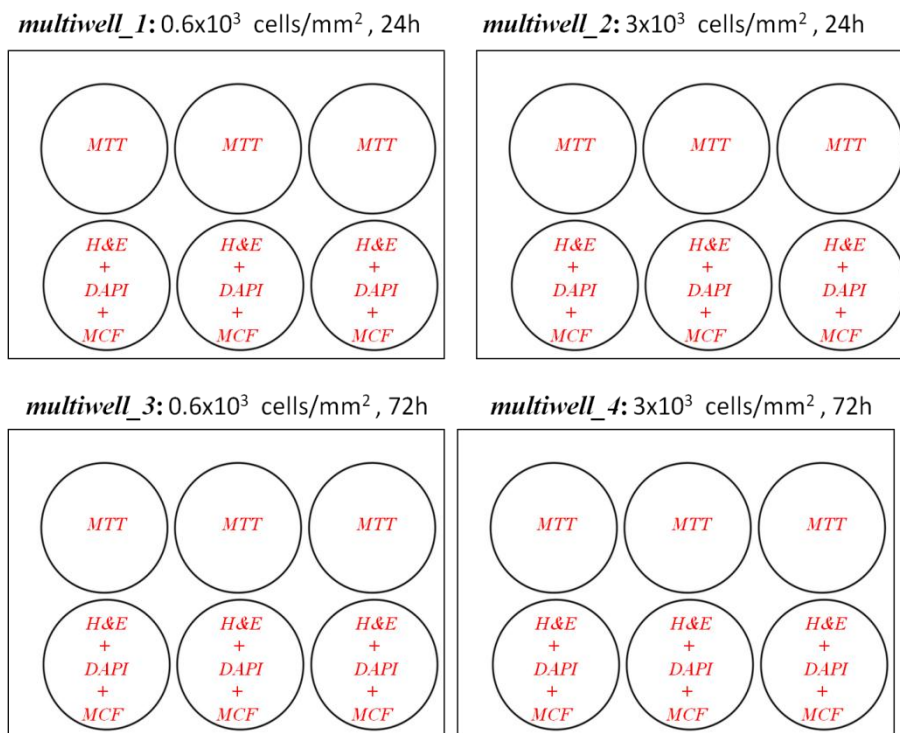 multiwell_1: 0.6x10³ cells/mm² , 24h
multiwell_2: 3x10³ cells/mm² , 24h
MTT MTT MTT
MTT MTT MTT
H&E H&E H&E
+ + +
DAPI DAPI DAPI
+ + +
MCF MCF MCF
H&E H&E H&E
+ + +
DAPI DAPI DAPI
+ + +
MCF MCF MCF
multiwell_3: 0.6x10³ cells/mm² , 72h
multiwell_4: 3x10³ cells/mm² , 72h
MTT MTT MTT
MTT MTT MTT
H&E H&E H&E
+ + +
DAPI DAPI DAPI
+ + +
MCF MCF MCF
H&E H&E H&E
+ + +
DAPI DAPI DAPI
+ + +
MCF MCF MCF